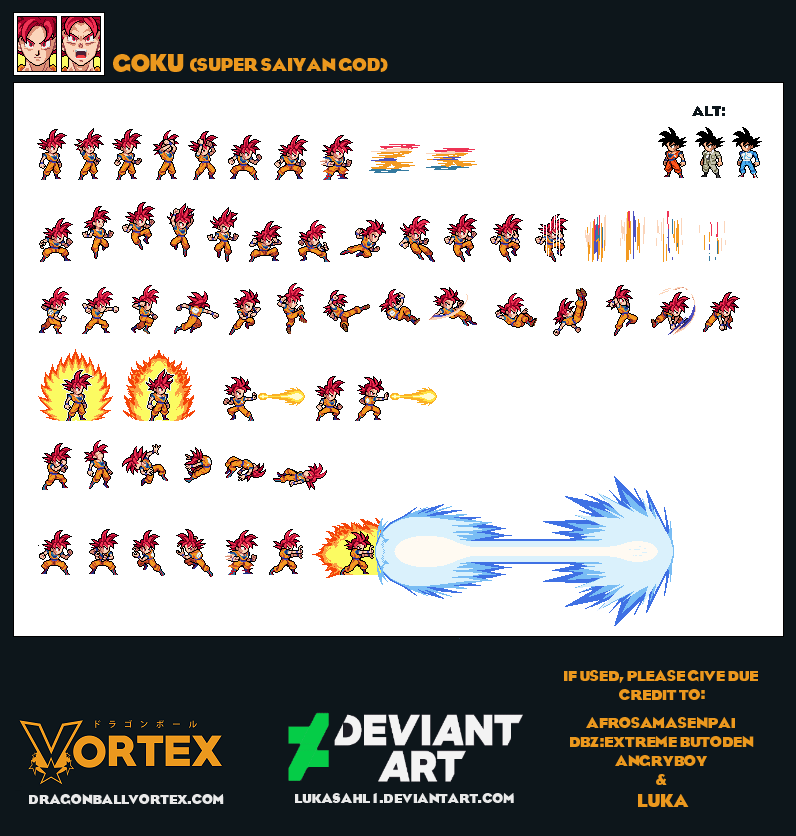 GOKU (SUPER SAIYAN GOD)
ALT:
IF USED, PLEASE GIVE DUE
CREDIT TO:
AFROSAMASENPAI
DBZ:EXTREME BUTODEN
ANGRYBOY
&
LUKA
ドラゴンボール
VORTEX
DRAGONBALLVORTEX.COM
DEVIANT
ART
LUKASAHL1.DEVIANTART.COM